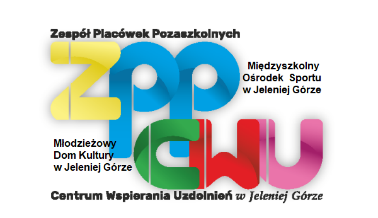 Zespół Placówek Pozaszkolnych
ZPP
Międzyszkolny
Ośrodek Sportu
w Jeleniej Górze
Młodzieżowy
Dom Kultury
w Jeleniej Górze
CWU
Centrum Wspierania Uzdolnień w Jeleniej Górze